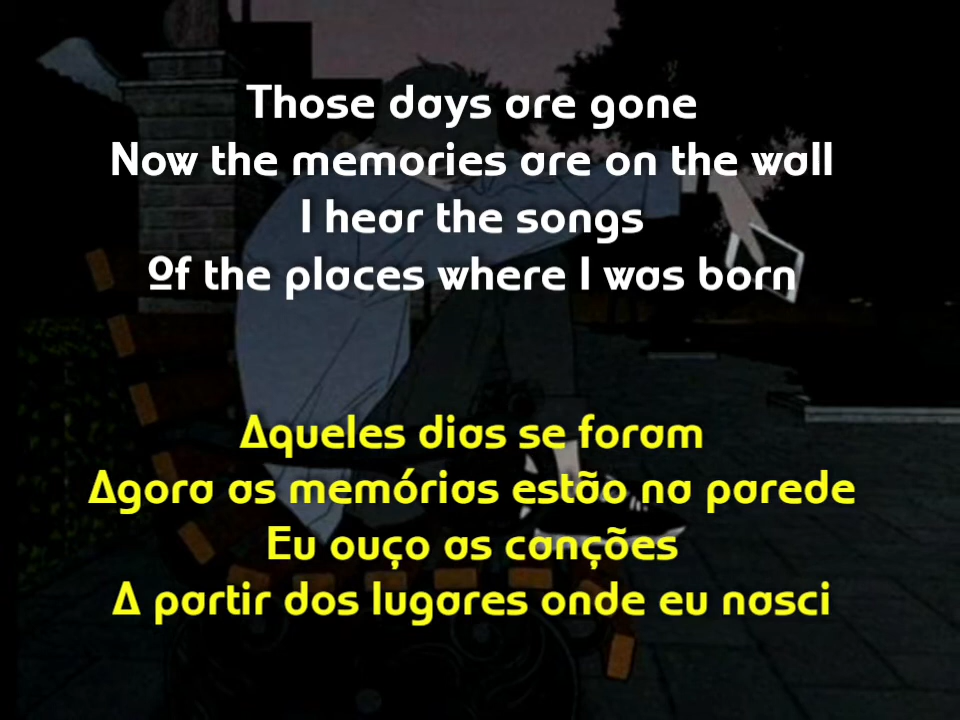 Those days are gone
Now the memories are on the wall
I hear the songs
Of the places where I was born
Aqueles dias se foram
Agora as memórias estão na parede
Eu ouço as canções
A partir dos lugares onde eu nasci